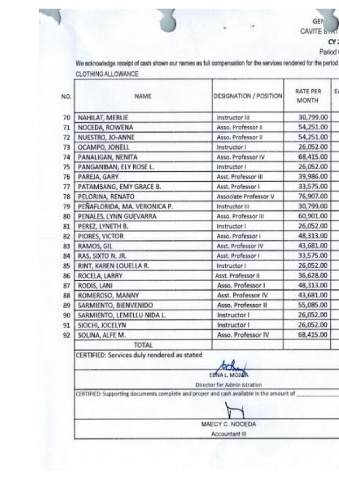 GEN
CAVITE STAT
CY 2
Period
We acknowledge receipt of cash shown our names as full compensation for the services rendered for the period
CLOTHING ALLOWANCE
NO. NAME DESIGNATION / POSITION RATE PER MONTH
70 NAHILAT, MERLIE Instructor III 30,799.00
71 NOCEDA, ROWENA Asso. Professor II 54,251.00
72 NUESTRO, JO-ANNE Asso. Professor II 54,251.00
73 OCAMPO, JONELL Instructor I 26,052.00
74 PANALIGAN, NENITA Asso. Professor IV 68,415.00
75 PANGANIBAN, ELY ROSE L. Instructor I 26,052.00
76 PAREJA, GARY Asst. Professor III 39,986.00
77 PATAMBANG, EMY GRACE B. Asst. Professor I 33,575.00
78 PELORINA, RENATO Associate Professor V 76,907.00
79 PEÑAFLORIDA, MA. VERONICA P. Instructor III 30,799.00
80 PENALES, LYNN GUEVARRA Asso. Professor III 60,901.00
81 PEREZ, LYNETH B. Instructor I 26,052.00
82 PIORES, VICTOR Asso. Professor I 48,313.00
83 RAMOS, GIL Asst. Professor IV 43,681.00
84 RAS, SIXTO N. JR. Asst. Professor I 33,575.00
85 RINT, KAREN LOUELLA R. Instructor I 26,052.00
86 ROCELA, LARRY Asst. Professor II 36,628.00
87 RODIS, LANI Asso. Professor I 48,313.00
88 ROMEROSO, MANNY Asst. Professor IV 43,681.00
89 SARMIENTO, BIENVENIDO Asso. Professor II 55,085.00
90 SARMIENTO, LEMELLU NIDA L. Instructor I 26,052.00
91 SIOCHI, JOCELYN Instructor I 26,052.00
92 SOLINA, ALFE M. Asso. Professor IV 68,415.00
TOTAL
CERTIFIED: Services duly rendered as stated
EDNA L.
Director for Admin istration
CERTIFIED: Supporting documents complete and proper and cash available in the amount of
MAECY C. NOCEDA
Accountant III